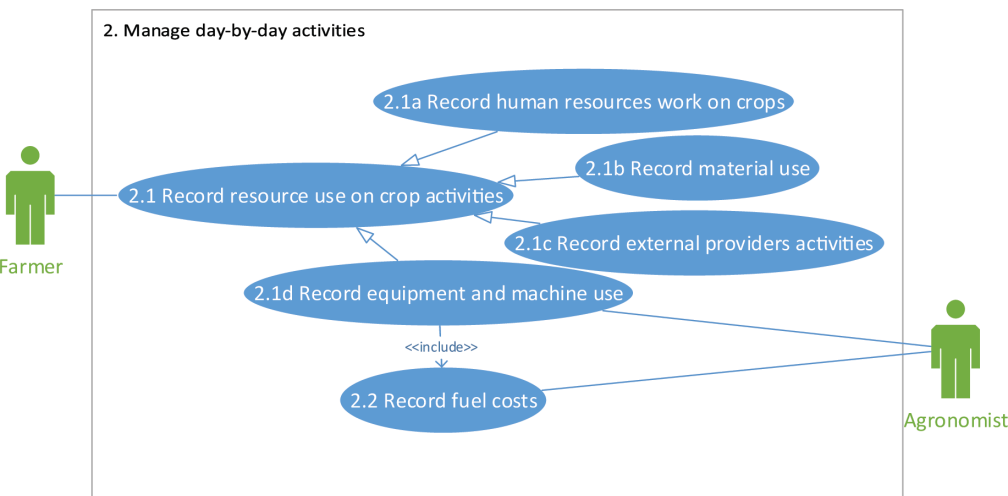 2. Manage day-by-day activities
2.1a Record human resources work on crops
2.1b Record material use
2.1 Record resource use on crop activities
2.1c Record external providers activities
Farmer
2.1d Record equipment and machine use
<<include>>
2.2 Record fuel costs
Agronomist